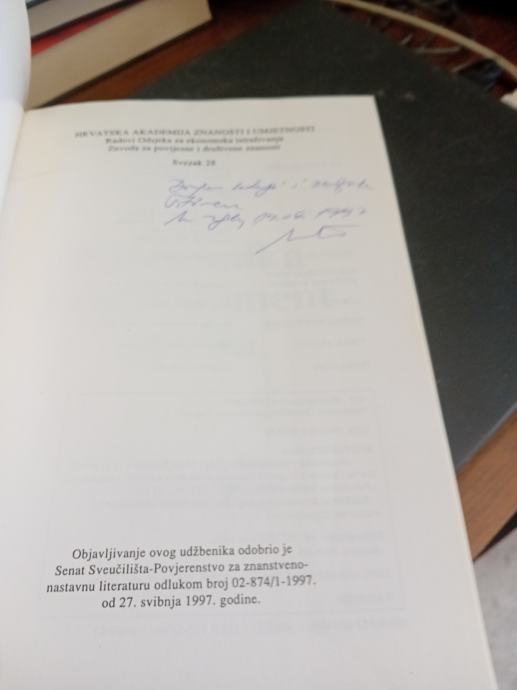 HRVATSKA AKADEMIJA ZNANOSTI I UMJETNOSTI
Radovi Odsjeka za ekonomska istraživanja
Zavoda za povijesne i društvene znanosti
Svezak 28
i
1997
Objavljivanje ovog udžbenika odobrio je
Senat Sveučilišta-Povjerenstvo za znanstveno-
nastavnu literaturu odlukom broj 02-874/1-1997.
od 27. svibnja 1997. godine.